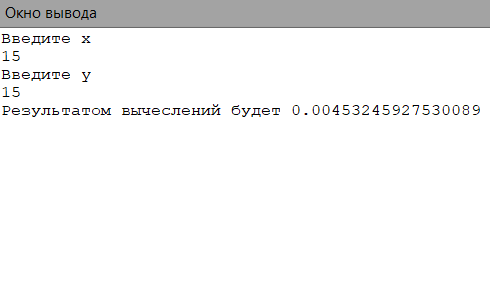 Окно вывода
Введите x
15
Введите y
15
Результатом вычеслений будет 0.00453245927530089